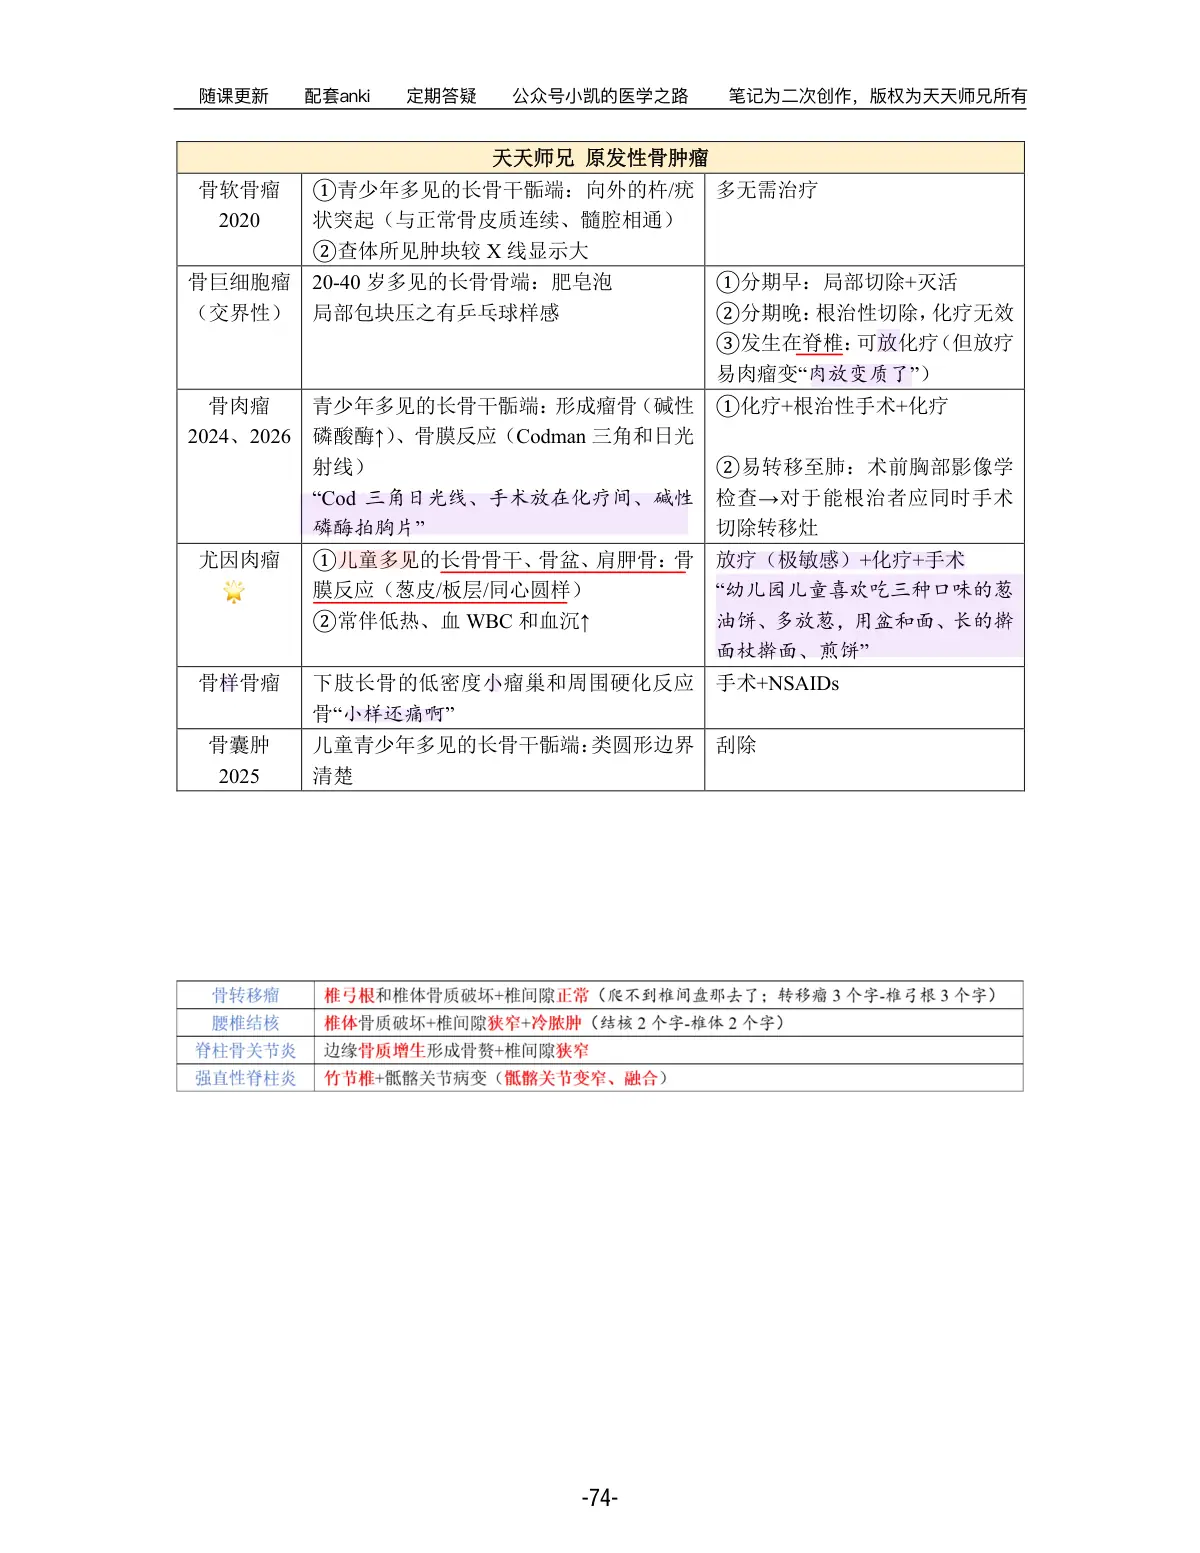 随课更新 配套anki 定期答疑 公众号小凯的医学之路 笔记为二次创作，版权为天天师兄所有
天天师兄 原发性骨肿瘤
骨软骨瘤
2020
①青少年多见的长骨干骺端：向外的杵/疣
状突起（与正常骨皮质连续、髓腔相通）
②查体所见肿块较 X 线显示大
多无需治疗
骨巨细胞瘤
（交界性）
20-40 岁多见的长骨骨端：肥皂泡
局部包块压之有乒乓球样感
①分期早：局部切除+灭活
②分期晚：根治性切除，化疗无效
③发生在脊椎：可放化疗（但放疗
易肉瘤变“肉放变质了”）
骨肉瘤
2024、2026
青少年多见的长骨干骺端：形成瘤骨（碱性
磷酸酶↑）、骨膜反应（Codman 三角和日光
射线）
“Cod 三角日光线、手术放在化疗间、碱性
磷酶拍胸片”
①化疗+根治性手术+化疗
②易转移至肺：术前胸部影像学
检查→对于能根治者应同时手术
切除转移灶
尤因肉瘤
①儿童多见的长骨骨干、骨盆、肩胛骨：骨
膜反应（葱皮/板层/同心圆样）
②常伴低热、血 WBC 和血沉↑
放疗（极敏感）+化疗+手术
“幼儿园儿童喜欢吃三种口味的葱
油饼、多放葱，用盆和面、长的擀
面杖擀面、煎饼”
骨样骨瘤
下肢长骨的低密度小瘤巢和周围硬化反应
骨“小样还痛啊”
手术+NSAIDs
骨囊肿
2025
儿童青少年多见的长骨干骺端：类圆形边界
清楚
刮除
骨转移瘤 椎弓根和椎体骨质破坏+椎间隙正常（爬不到椎间盘那去了；转移瘤 3 个字-椎弓根 3 个字）
腰椎结核 椎体骨质破坏+椎间隙狭窄+冷脓肿（结核 2 个字-椎体 2 个字）
脊柱骨关节炎 边缘骨质增生形成骨赘+椎间隙狭窄
强直性脊柱炎 竹节椎+骶髂关节病变（骶髂关节变窄、融合）
-74-